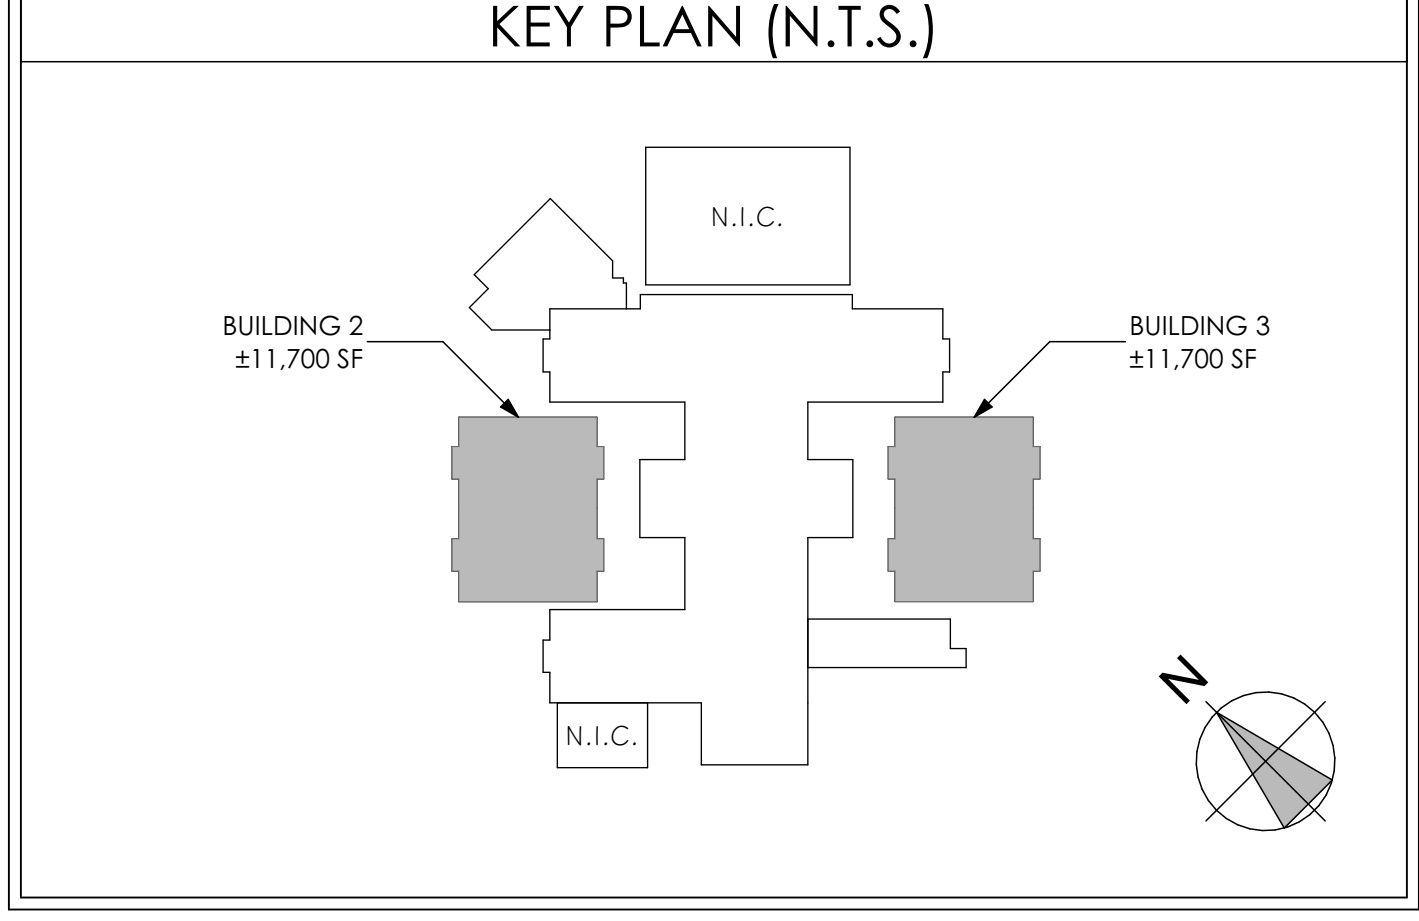 KEY PLAN (N.T.S.)
N.I.C.
BUILDING 2
±11,700 SF
BUILDING 3
±11,700 SF
N.I.C.
N